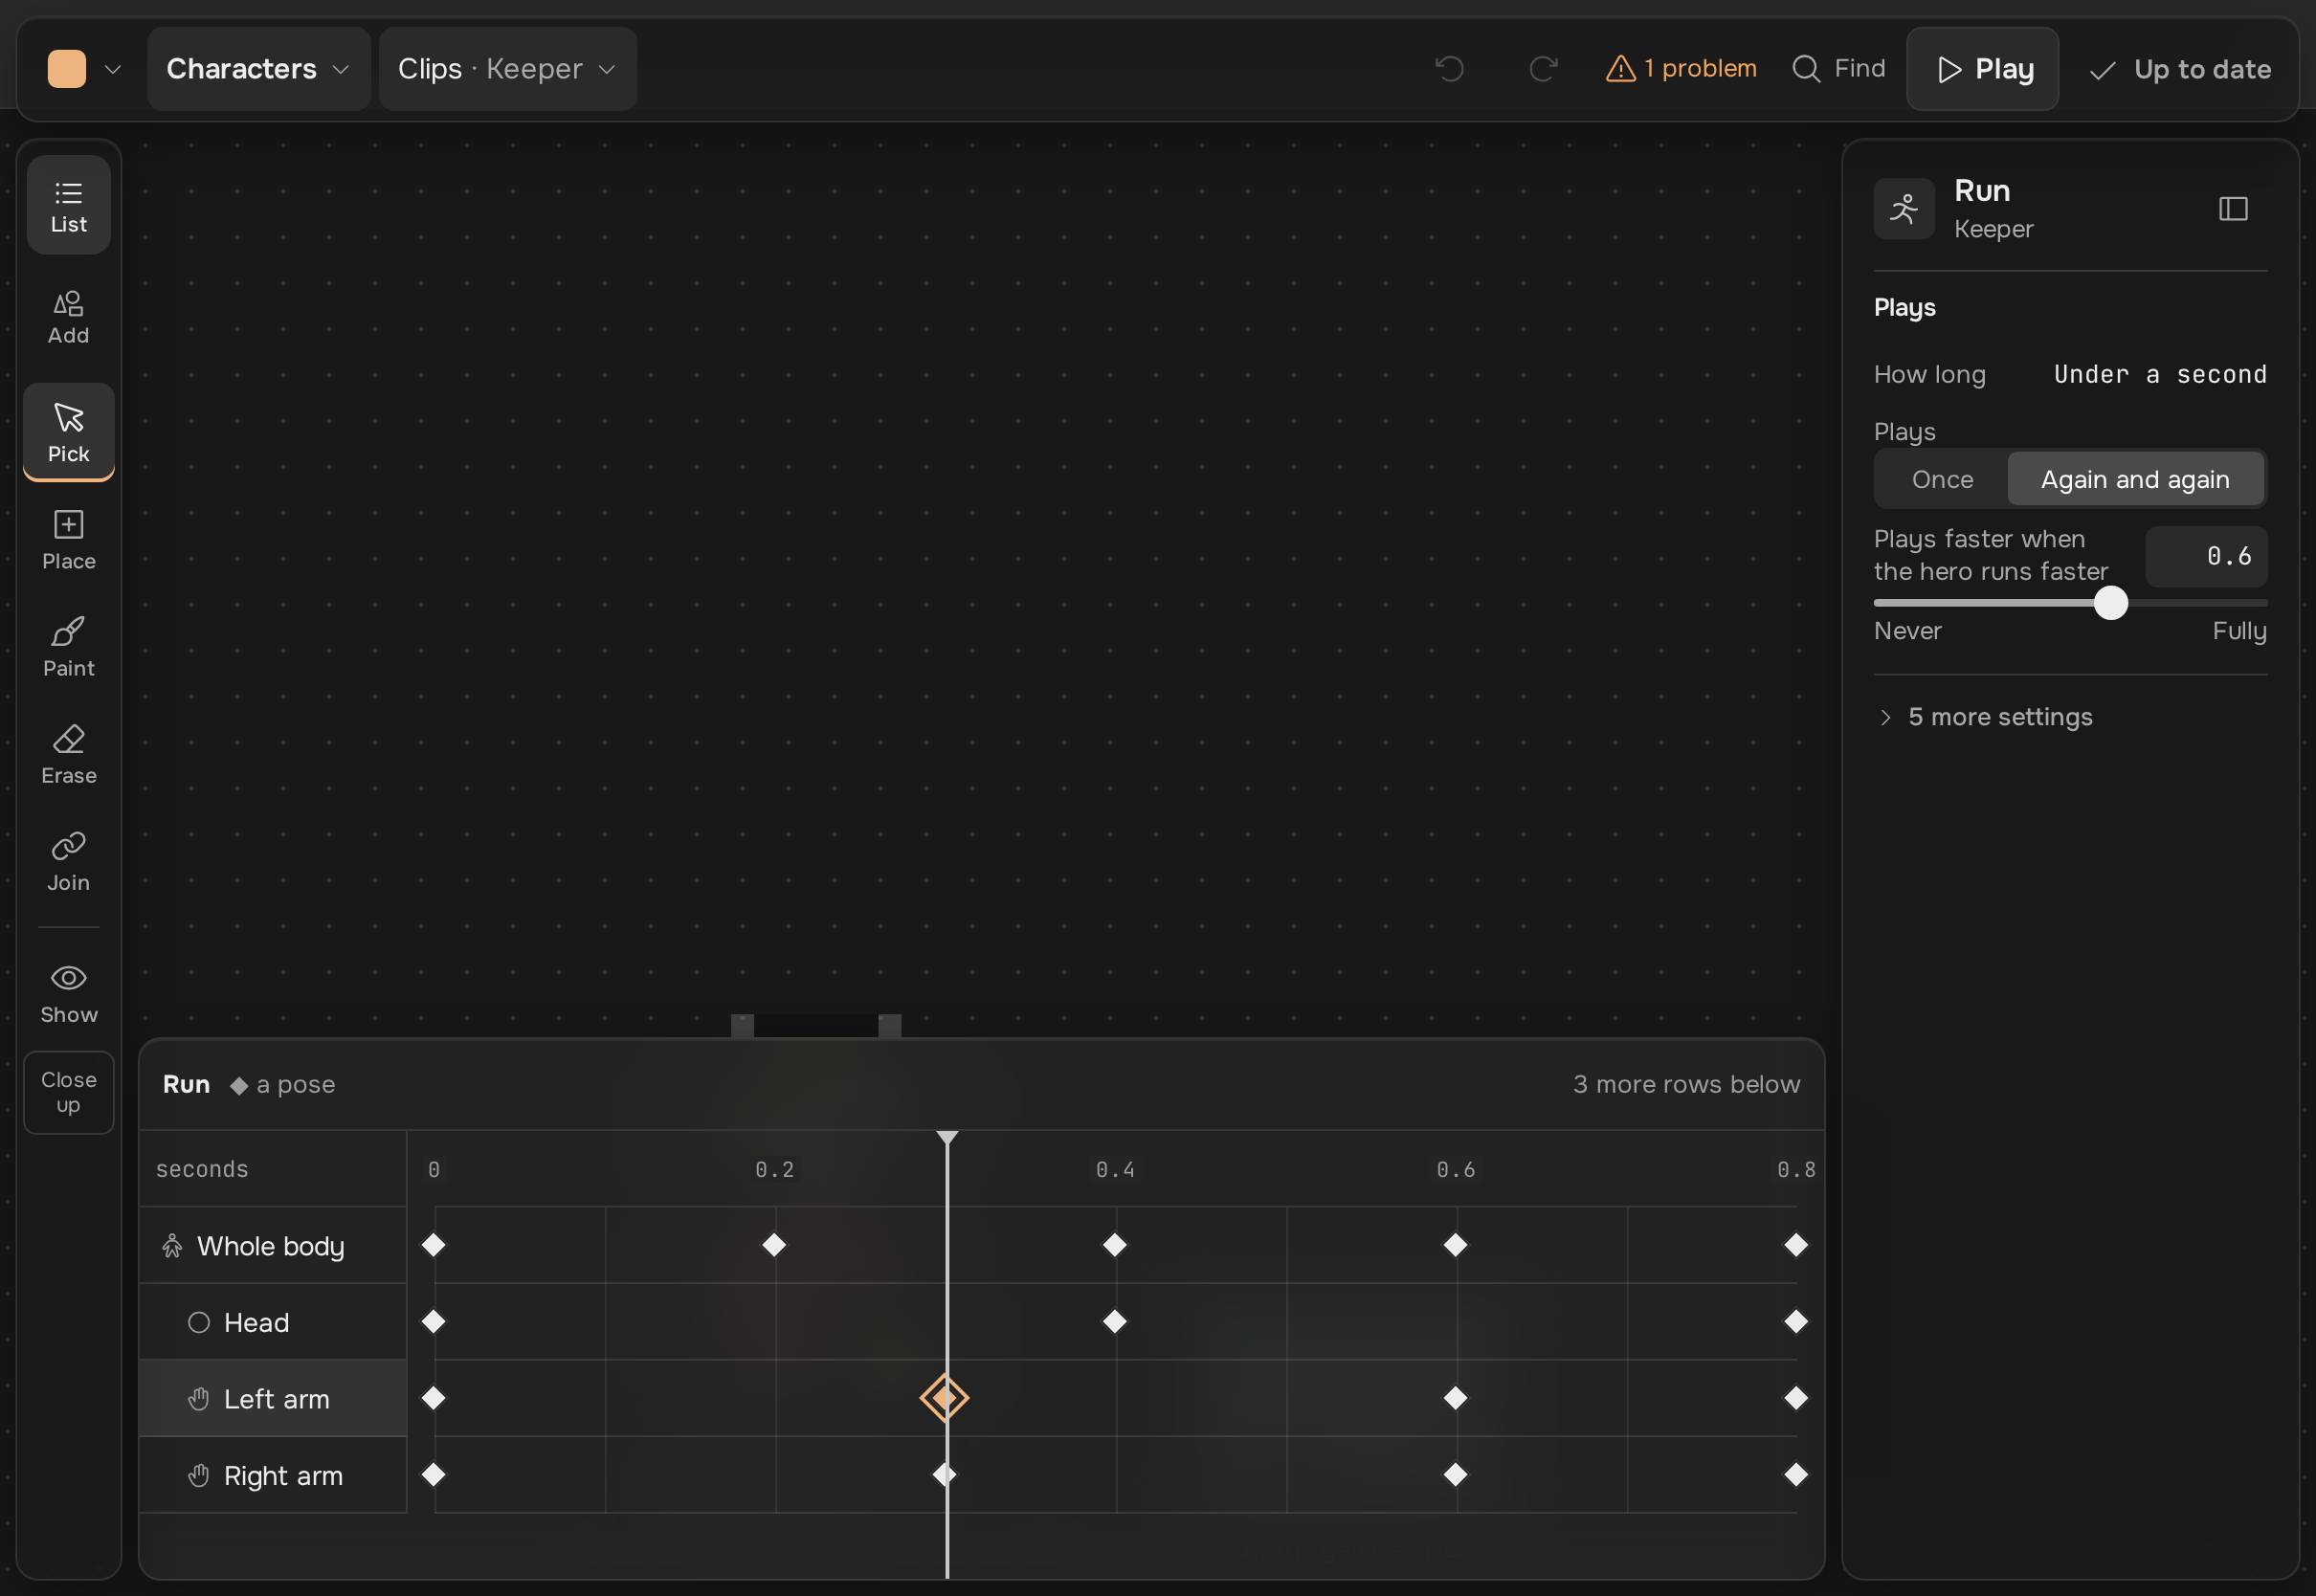 Characters
Clips · Keeper
1 problem
Find
Play
Up to date
List
Add
Pick
Place
Paint
Erase
Join
Show
Close
up
Run
Keeper
Plays
How long Under a second
Plays
Once Again and again
Plays faster when
the hero runs faster
0.6
Never Fully
5 more settings
Run a pose 3 more rows below
seconds 0 0.2 0.4 0.6 0.8
Whole body
Head
Left arm
Right arm